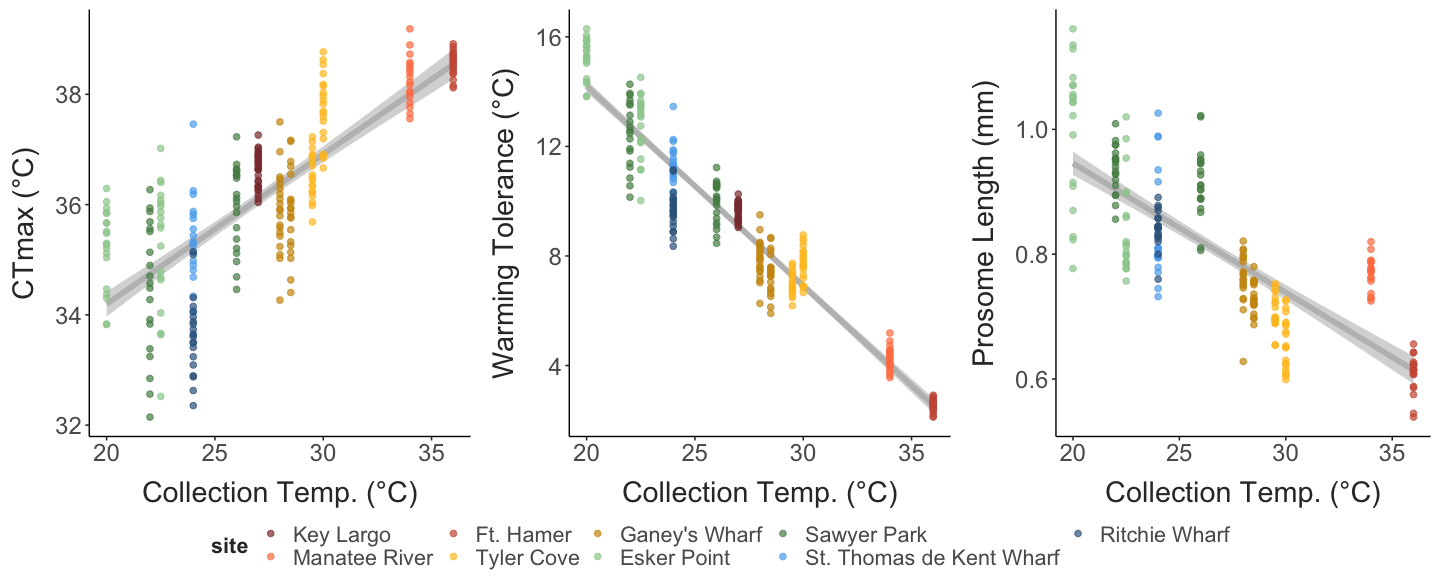 CTmax (°C)
38
36
34
32
20 25 30 35
Collection Temp. (°C)
Warming Tolerance (°C)
16
12
8
4
20 25 30 35
Collection Temp. (°C)
Prosome Length (mm)
1.0
0.8
0.6
20 25 30 35
Collection Temp. (°C)
site
Key Largo Ft. Hamer Ganey's Wharf Sawyer Park Ritchie Wharf
Manatee River Tyler Cove Esker Point St. Thomas de Kent Wharf